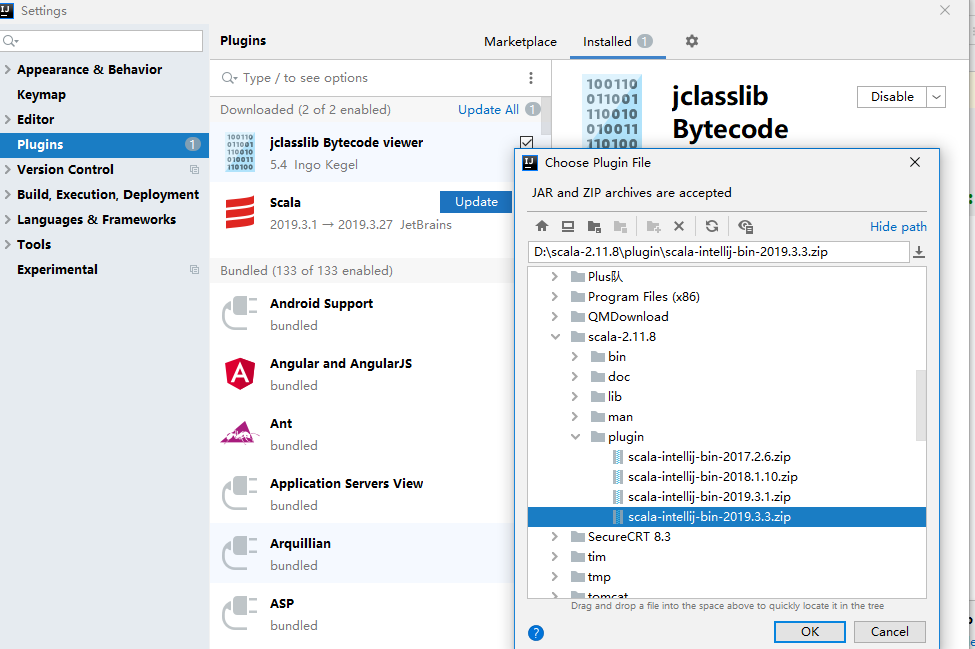 Settings
Plugins
Marketplace
Installed 1
Type / to see options
Appearance & Behavior
Keymap
Editor
Plugins 1
Version Control
Build, Execution, Deployment
Languages & Frameworks
Tools
Experimental
Downloaded (2 of 2 enabled)
Update All 1
jclasslib Bytecode viewer
5.4 Ingo Kegel
Scala
Update
2019.3.1 → 2019.3.27 JetBrains
Bundled (133 of 133 enabled)
Android Support
bundled
Angular and AngularJS
bundled
Ant
bundled
Application Servers View
bundled
Arquillian
bundled
ASP
bundled
100110
011001
110010
010011
110100
jclasslib
Bytecode
Disable
Choose Plugin File
JAR and ZIP archives are accepted
Hide path
D:\scala-2.11.8\plugin\scala-intellij-bin-2019.3.3.zip
Plus队
Program Files (x86)
QMDownload
scala-2.11.8
bin
doc
lib
man
plugin
scala-intellij-bin-2017.2.6.zip
scala-intellij-bin-2018.1.10.zip
scala-intellij-bin-2019.3.1.zip
scala-intellij-bin-2019.3.3.zip
SecureCRT 8.3
tim
tmp
tomcat
Drag and drop a file into the space above to quickly locate it in the tree
?
OK
Cancel